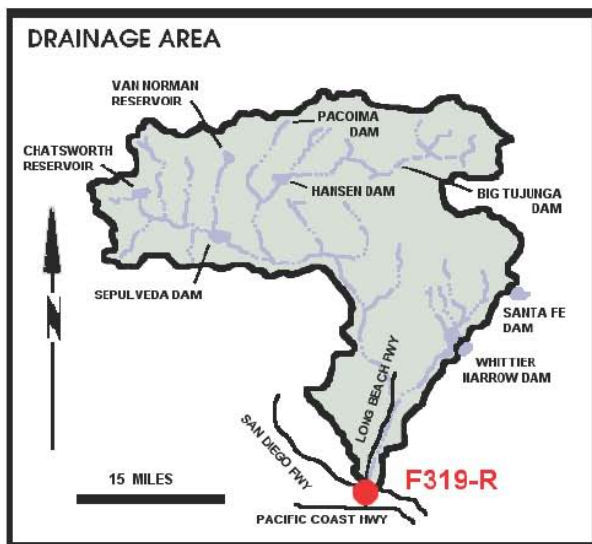 DRAINAGE AREA
VAN NORMAN
RESERVOIR
PACOIMA
DAM
CHATSWORTH
RESERVOIR
HANSEN DAM
BIG TUJUNGA
DAM
N
SEPULVEDA DAM
SANTA FE
DAM
WHITTIER
NARROW DAM
LONG BEACH FWY
SAN DIEGO FWY
15 MILES
F319-R
PACIFIC COAST HWY